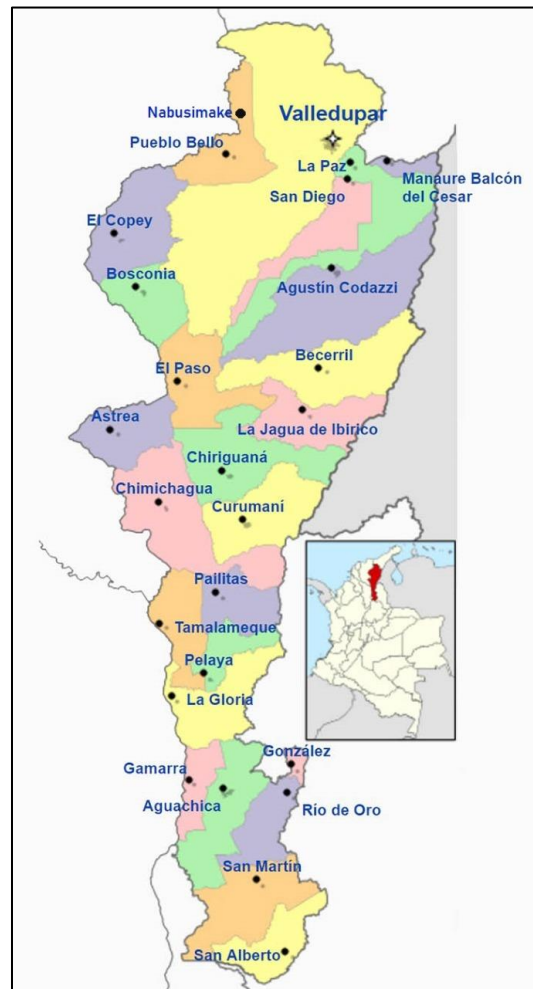 Nabusimake
Valledupar
Pueblo Bello
La Paz
Manaure Balcón
del Cesar
San Diego
El Copey
Bosconia
Agustín Codazzi
Becerril
El Paso
Astrea
La Jagua de Ibirico
Chiriguaná
Chimichagua
Curumaní
Pailitas
Tamalameque
Pelaya
La Gloria
González
Gamarra
Aguachica
Río de Oro
San Martín
San Alberto